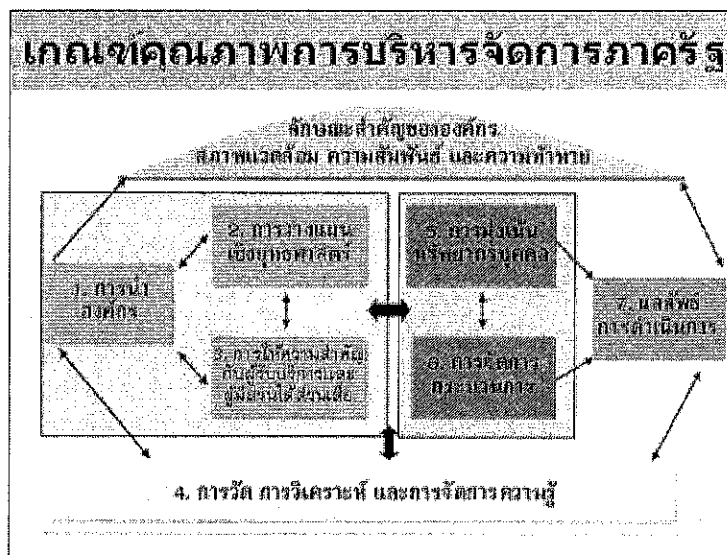 เกณฑ์คุณภาพการบริหารจัดการภาครัฐ
ลักษณะสำคัญขององค์กร
สภาพแวดล้อม ความสัมพันธ์ และความท้าทาย
2. การวางแผน
เชิงยุทธศาสตร์
5. การมุ่งเน้น
ทรัพยากรบุคคล
1. การนำ
องค์กร
7. ผลลัพธ์
การดำเนินการ
3. การให้ความสำคัญ
กับผู้รับบริการและ
ผู้มีส่วนได้ส่วนเสีย
6. การจัดการ
กระบวนการ
4. การวัด การวิเคราะห์ และการจัดการความรู้